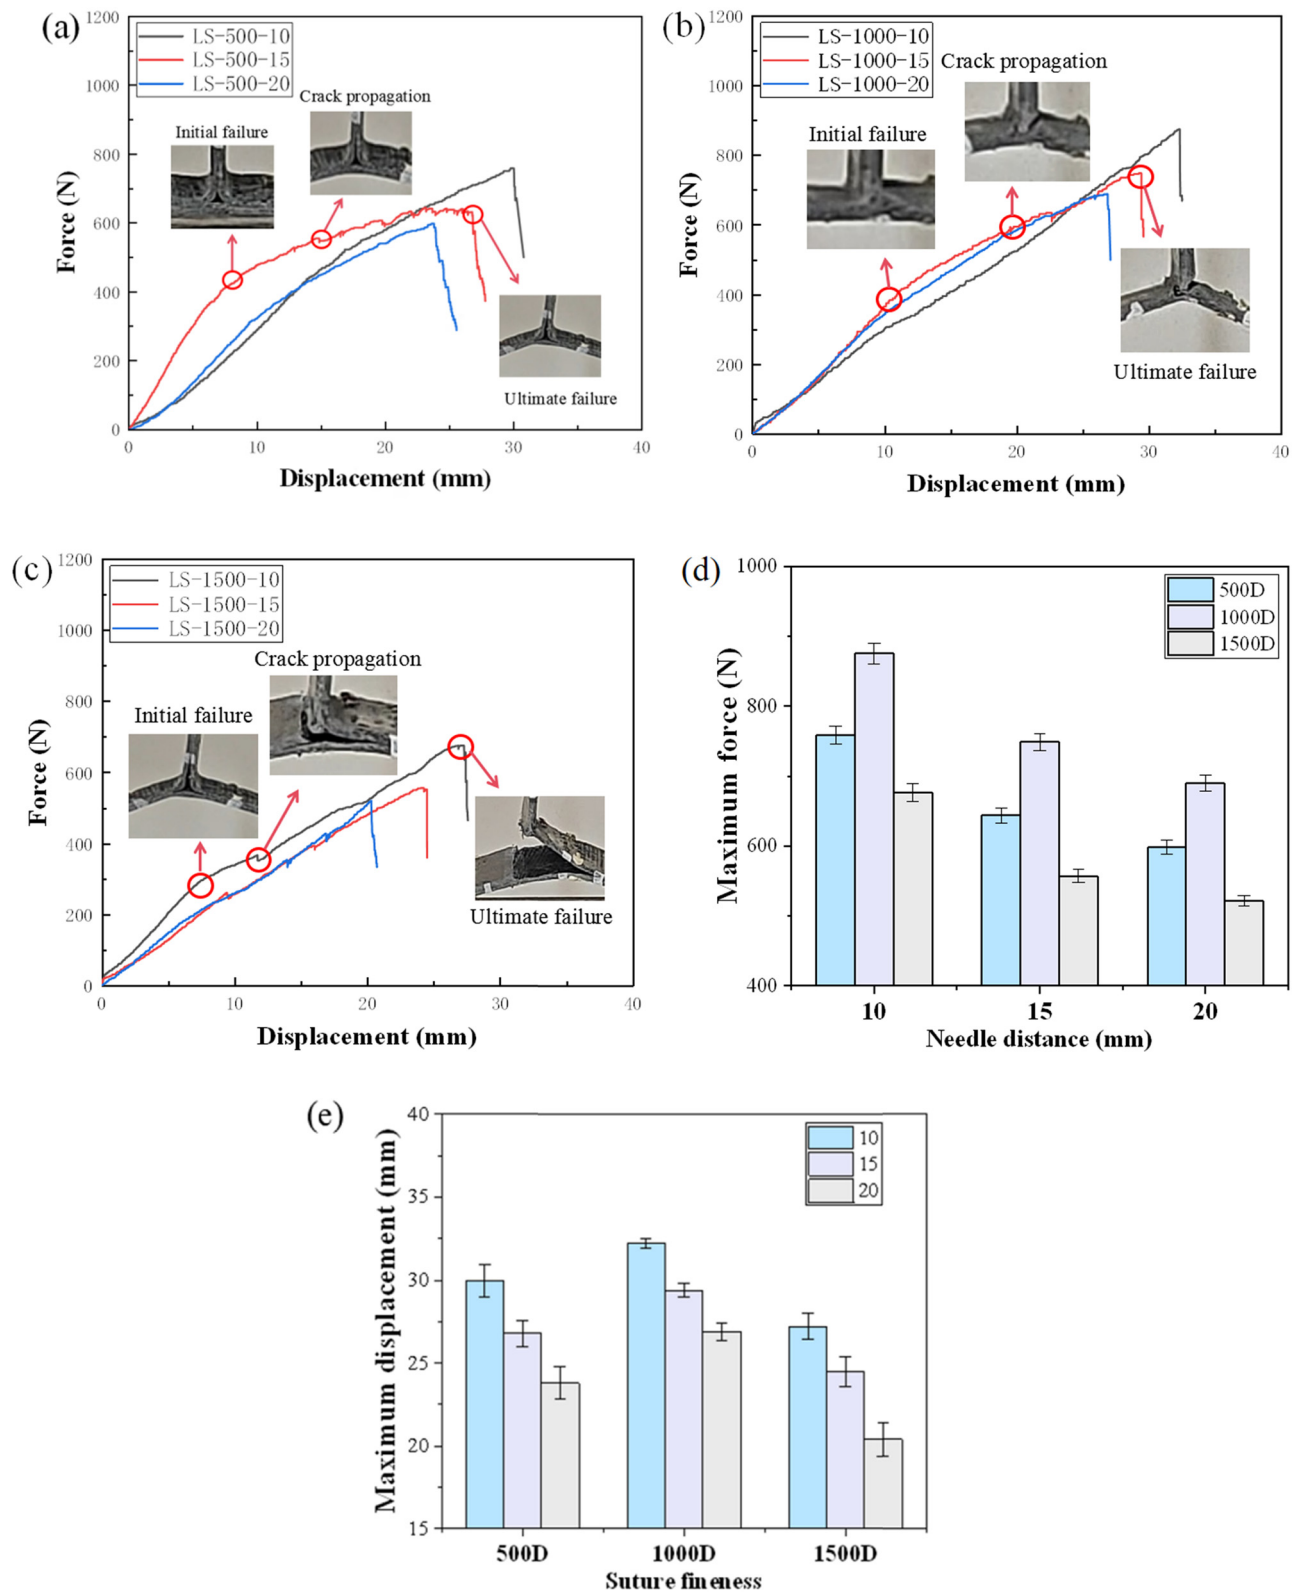 (a)
1200
1000
800
600
400
200
0
Force (N)
LS-500-10
LS-500-15
LS-500-20
Crack propagation
Initial failure
Ultimate failure
0 10 20 30 40
Displacement (mm)
(b)
1200
1000
800
600
400
200
0
Force (N)
LS-1000-10
LS-1000-15
LS-1000-20
Crack propagation
Initial failure
Ultimate failure
0 10 20 30 40
Displacement (mm)
(c)
1200
1000
800
600
400
200
0
Force (N)
LS-1500-10
LS-1500-15
LS-1500-20
Crack propagation
Initial failure
Ultimate failure
0 10 20 30 40
Displacement (mm)
(d)
1000
800
600
400
Maximum force (N)
500D
1000D
1500D
10 15 20
Needle distance (mm)
(e)
40
35
30
25
20
15
Maximum displacement (mm)
10
15
20
500D 1000D 1500D
Suture fineness